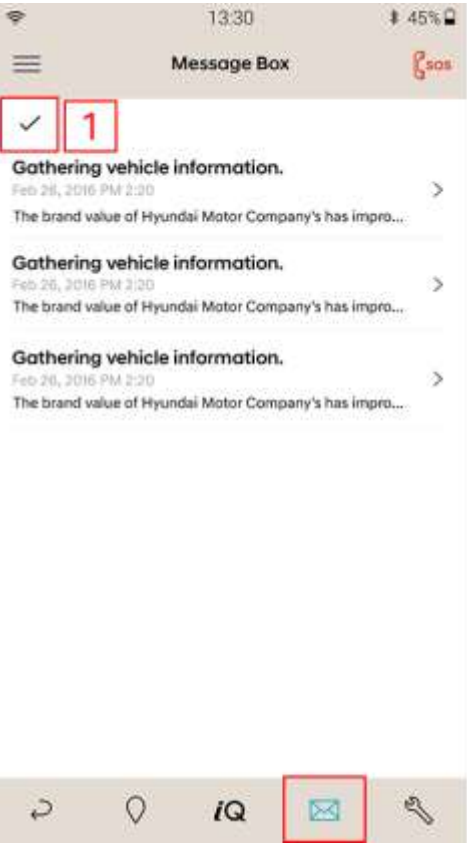 13:30 45%
Message Box SOS
1
Gathering vehicle information.
Feb 26, 2016 PM 2:20
The brand value of Hyundai Motor Company's has impro...
Gathering vehicle information.
Feb 26, 2016 PM 2:20
The brand value of Hyundai Motor Company's has impro...
Gathering vehicle information.
Feb 26, 2016 PM 2:20
The brand value of Hyundai Motor Company's has impro...
iQ